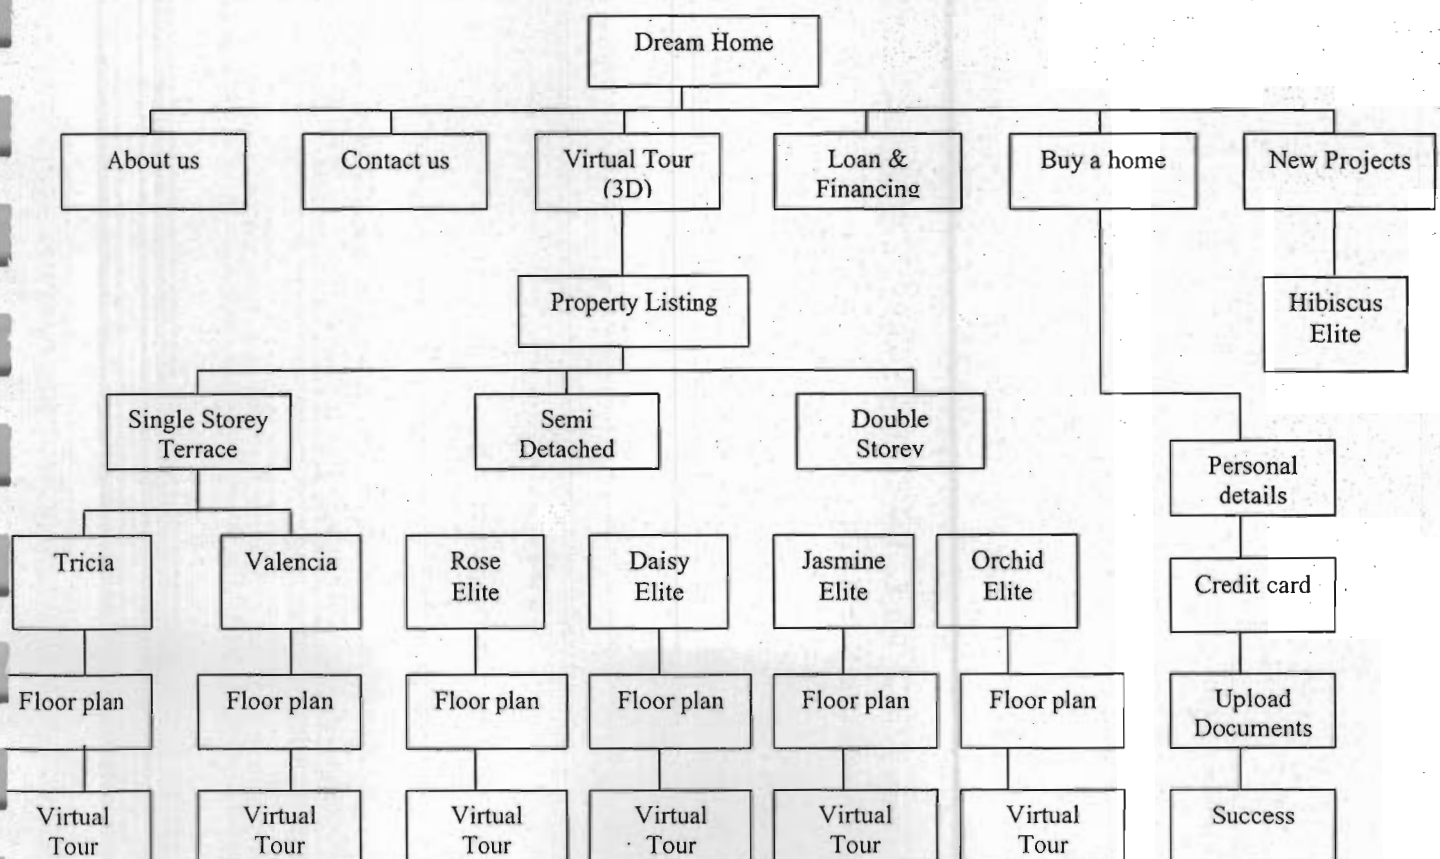 Dream Home
About us
Contact us
Virtual Tour
(3D)
Loan &
Financing
Buy a home
New Projects
Property Listing
Hibiscus
Elite
Single Storey
Terrace
Semi
Detached
Double
Storey
Personal
details
Tricia
Valencia
Rose
Elite
Daisy
Elite
Jasmine
Elite
Orchid
Elite
Credit card
Floor plan
Floor plan
Floor plan
Floor plan
Floor plan
Floor plan
Upload
Documents
Virtual
Tour
Virtual
Tour
Virtual
Tour
Virtual
Tour
Virtual
Tour
Virtual
Tour
Success